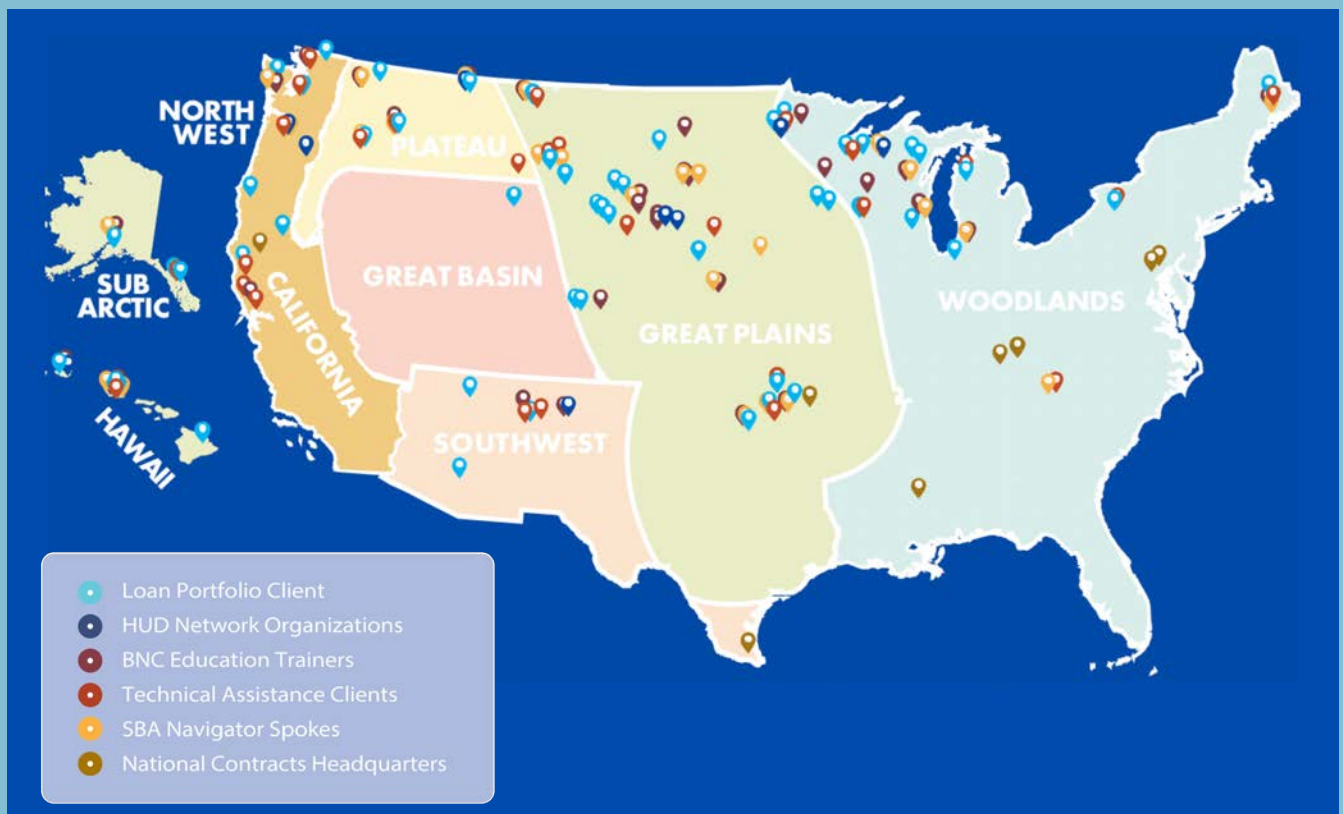 NORTH
WEST
PLATEAU
SUB
ARCTIC
GREAT BASIN
CALIFORNIA
GREAT PLAINS
WOODLANDS
HAWAII
SOUTHWEST
Loan Portfolio Client
HUD Network Organizations
BNC Education Trainers
Technical Assistance Clients
SBA Navigator Spokes
National Contracts Headquarters